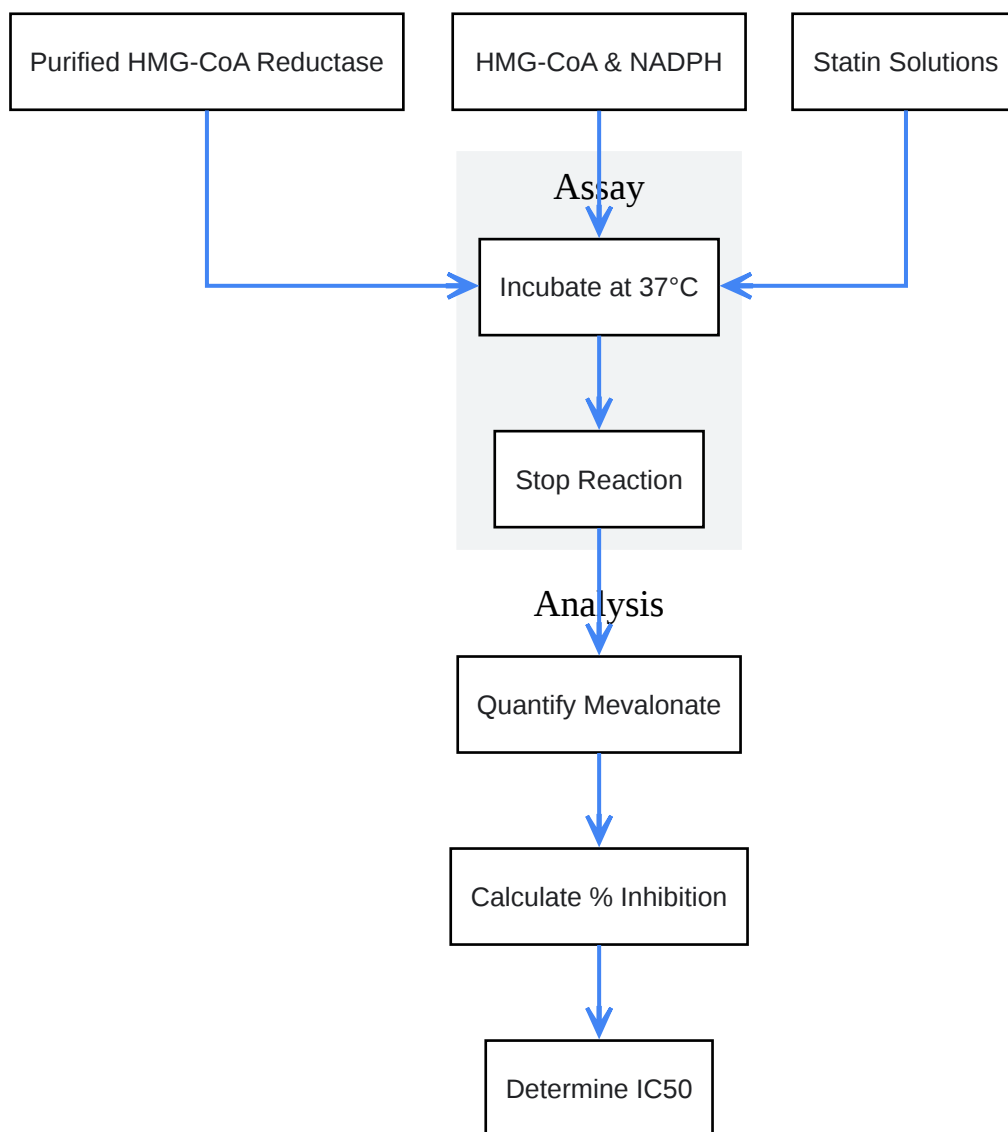 Purified HMG-CoA Reductase
HMG-CoA & NADPH
Statin Solutions
Assay
Incubate at 37°C
Stop Reaction
Analysis
Quantify Mevalonate
Calculate % Inhibition
Determine IC50